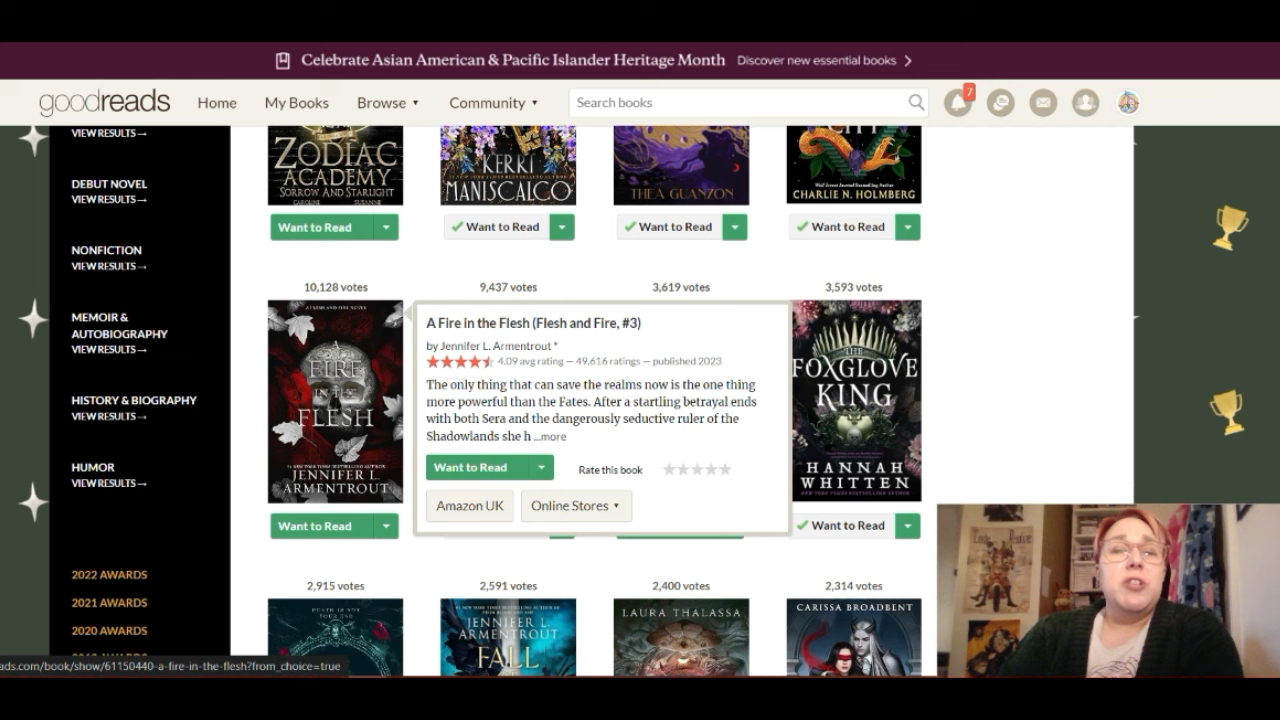 Celebrate Asian American & Pacific Islander Heritage Month Discover new essential books
goodreads Home My Books Browse Community Search books 7
VIEW RESULTS→
DEBUT NOVEL
VIEW RESULTS→
NONFICTION
VIEW RESULTS→
MEMOIR &
AUTOBIOGRAPHY
VIEW RESULTS→
HISTORY & BIOGRAPHY
VIEW RESULTS→
HUMOR
VIEW RESULTS→
2022 AWARDS
2021 AWARDS
2020 AWARDS
ads.com/book/show/61150440-a-fire-in-the-flesh?from_choice=true
ZODIAC
ACADEMY
SORROW AND STARLIGHT
CAROLINE SUSANNE
KERRI
MANISCALCO
THEA GUANZON
CITY
CHARLIE N. HOLMBERG
Want to Read
Want to Read
Want to Read
Want to Read
10,128 votes
9,437 votes
3,619 votes
3,593 votes
A FLESH AND FIRE NOVEL
A
FIRE
IN THE
FLESH
JENNIFER L.
ARMENTROUT
A Fire in the Flesh (Flesh and Fire, #3)
by Jennifer L. Armentrout *
4.09 avg rating — 49,616 ratings — published 2023
The only thing that can save the realms now is the one thing
more powerful than the Fates. After a startling betrayal ends
with both Sera and the dangerously seductive ruler of the
Shadowlands she h ...more
Want to Read
Rate this book
Amazon UK
Online Stores
THE
FOXGLOVE
KING
HANNAH
WHITTEN
Want to Read
Want to Read
2,915 votes
2,591 votes
2,400 votes
2,314 votes
JENNIFER L.
ARMENTROUT
FALL
LAURA THALASSA
CARISSA BROADBENT